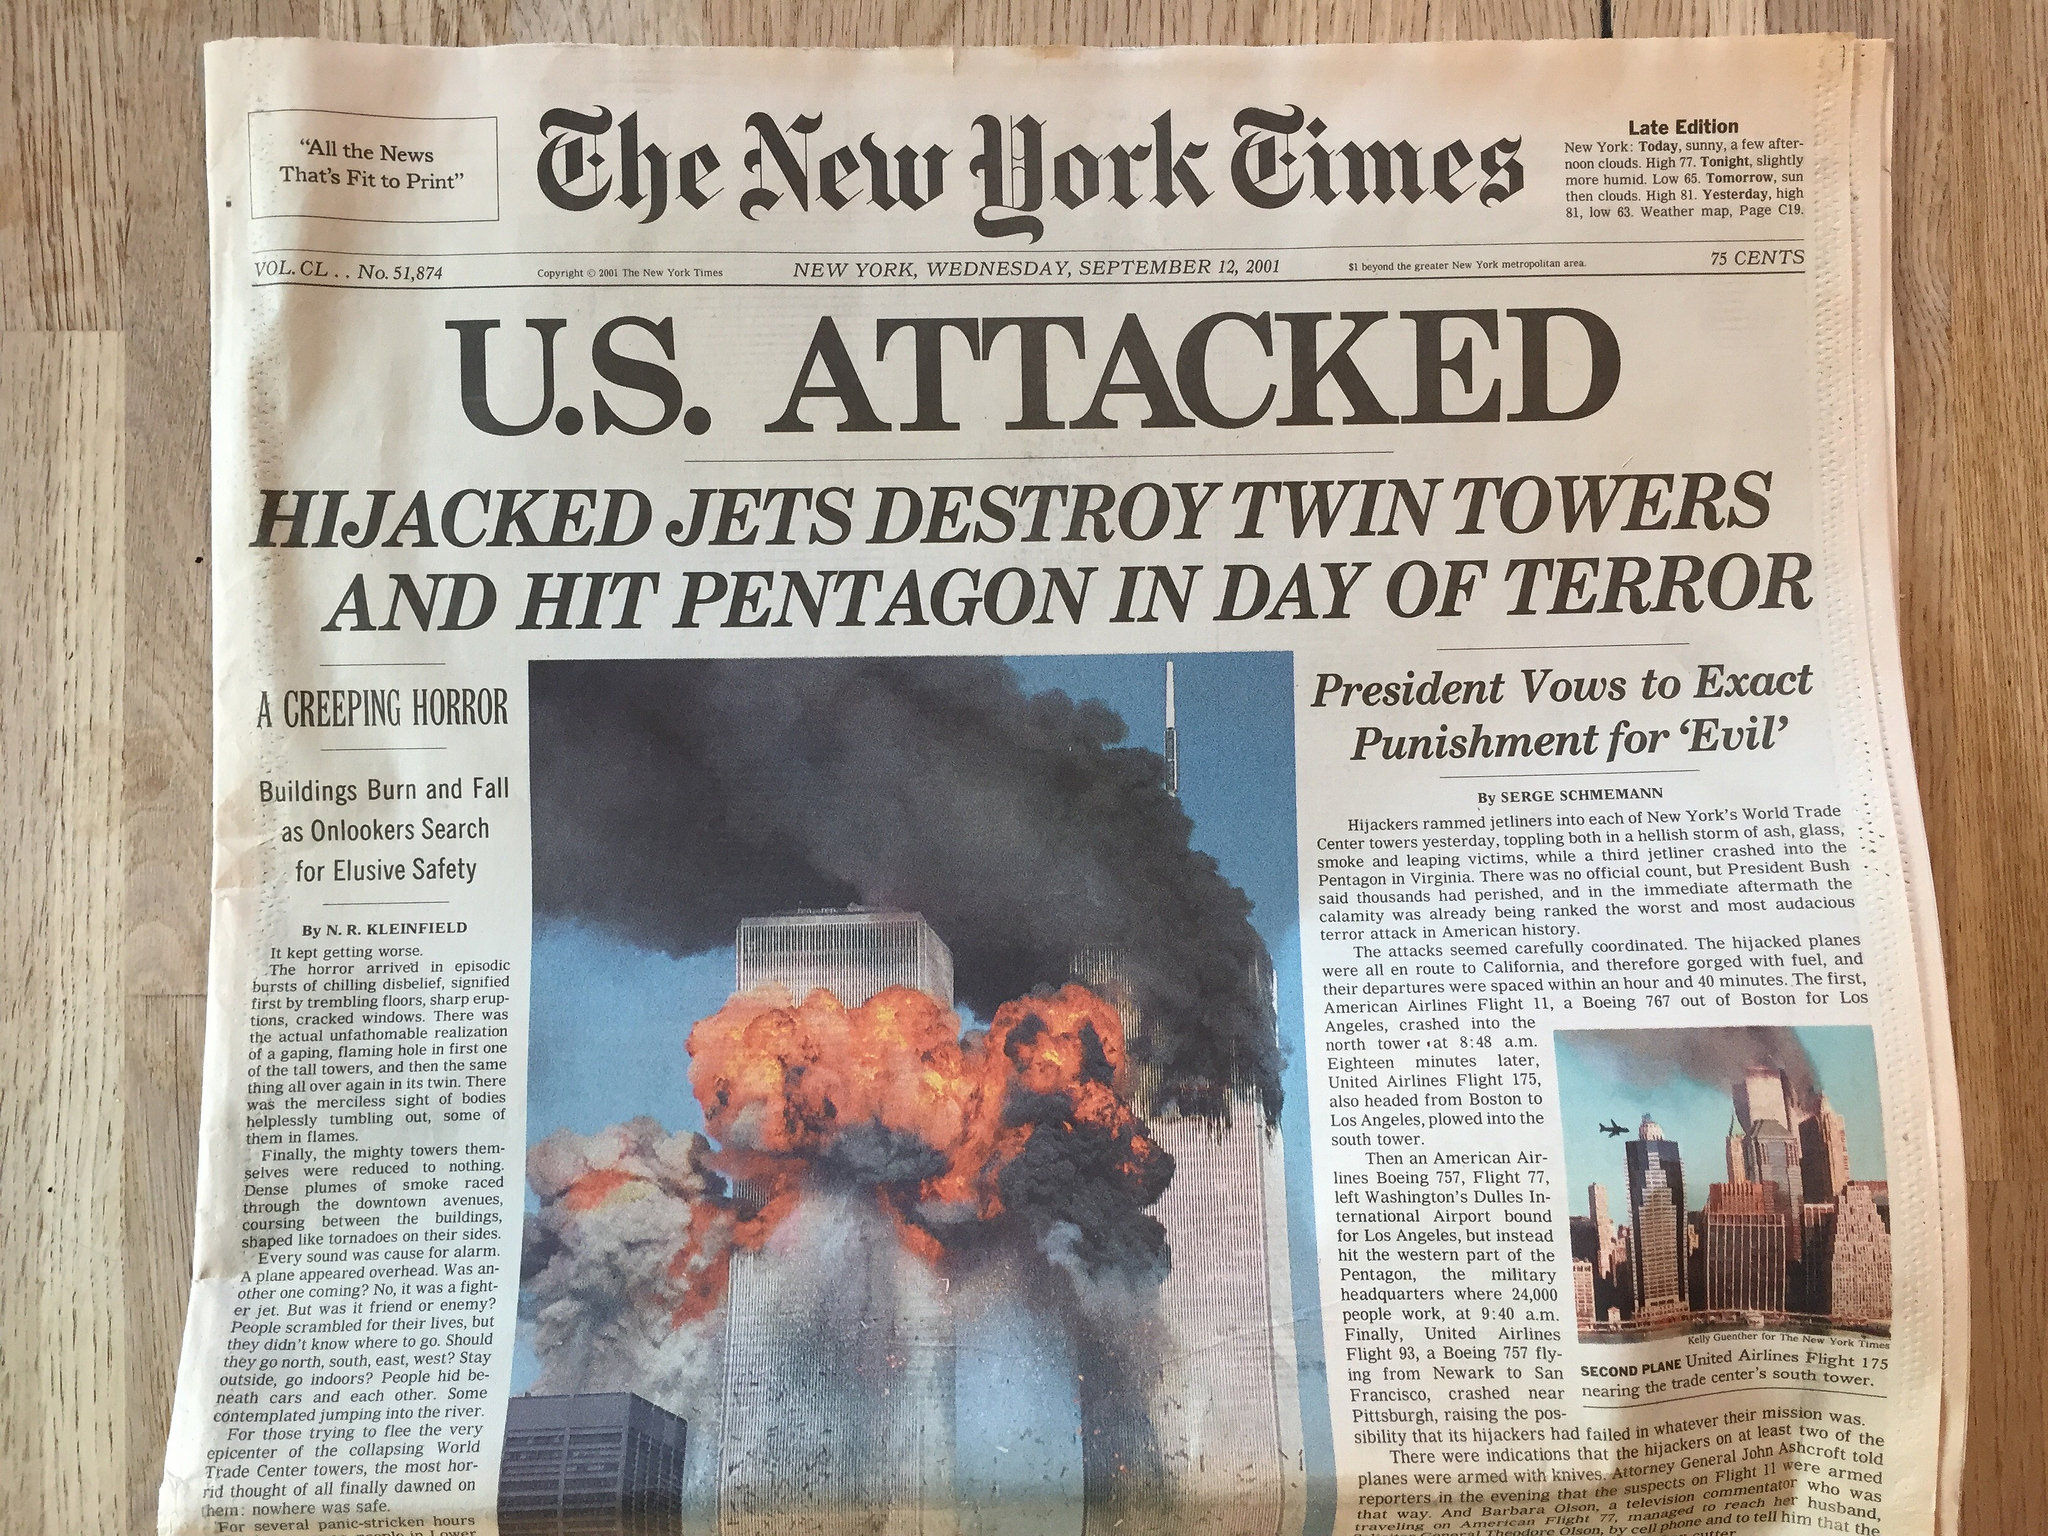 "All the News
That's Fit to Print"
The New York Times
Late Edition
New York: Today, sunny, a few after-
noon clouds. High 77. Tonight, slightly
more humid. Low 65. Tomorrow, sun
then clouds. High 81. Yesterday, high
81, low 63. Weather map, Page C19.
VOL. CL . . No. 51,874
Copyright © 2001 The New York Times
NEW YORK, WEDNESDAY, SEPTEMBER 12, 2001
$1 beyond the greater New York metropolitan area.
75 CENTS
U.S. ATTACKED
HIJACKED JETS DESTROY TWIN TOWERS
AND HIT PENTAGON IN DAY OF TERROR
A CREEPING HORROR
Buildings Burn and Fall
as Onlookers Search
for Elusive Safety
By N. R. KLEINFIELD
It kept getting worse.
The horror arrived in episodic
bursts of chilling disbelief, signified
first by trembling floors, sharp erup-
tions, cracked windows. There was
the actual unfathomable realization
of a gaping, flaming hole in first one
of the tall towers, and then the same
thing all over again in its twin. There
was the merciless sight of bodies
helplessly tumbling out, some of
them in flames.
Finally, the mighty towers them-
selves were reduced to nothing.
Dense plumes of smoke raced
through the downtown avenues,
coursing between the buildings,
shaped like tornadoes on their sides.
Every sound was cause for alarm.
A plane appeared overhead. Was an-
other one coming? No, it was a fight-
er jet. But was it friend or enemy?
People scrambled for their lives, but
they didn't know where to go. Should
they go north, south, east, west? Stay
outside, go indoors? People hid be-
neath cars and each other. Some
contemplated jumping into the river.
For those trying to flee the very
epicenter of the collapsing World
Trade Center towers, the most hor-
rid thought of all finally dawned on
them: nowhere was safe.
For several panic-stricken hours
people in Lower
President Vows to Exact
Punishment for 'Evil'
By SERGE SCHMEMANN
Hijackers rammed jetliners into each of New York's World Trade
Center towers yesterday, toppling both in a hellish storm of ash, glass,
smoke and leaping victims, while a third jetliner crashed into the
Pentagon in Virginia. There was no official count, but President Bush
said thousands had perished, and in the immediate aftermath the
calamity was already being ranked the worst and most audacious
terror attack in American history.
The attacks seemed carefully coordinated. The hijacked planes
were all en route to California, and therefore gorged with fuel, and
their departures were spaced within an hour and 40 minutes. The first,
American Airlines Flight 11, a Boeing 767 out of Boston for Los
Angeles, crashed into the
north tower at 8:48 a.m.
Eighteen minutes later,
United Airlines Flight 175,
also headed from Boston to
Los Angeles, plowed into the
south tower.
Then an American Air-
lines Boeing 757, Flight 77,
left Washington's Dulles In-
ternational Airport bound
for Los Angeles, but instead
hit the western part of the
Pentagon, the military
headquarters where 24,000
people work, at 9:40 a.m.
Finally, United Airlines
Flight 93, a Boeing 757 fly-
ing from Newark to San
Francisco, crashed near
Pittsburgh, raising the pos-
sibility that its hijackers had failed in whatever their mission was.
There were indications that the hijackers on at least two of the
planes were armed with knives. Attorney General John Ashcroft told
reporters in the evening that the suspects on Flight 11 were armed
that way. And Barbara Olson, a television commentator who was
traveling on American Flight 77, managed to reach her husband,
General Theodore Olson, by cell phone and to tell him that the
cutter
Kelly Guenther for The New York Times
SECOND PLANE United Airlines Flight 175
nearing the trade center's south tower.